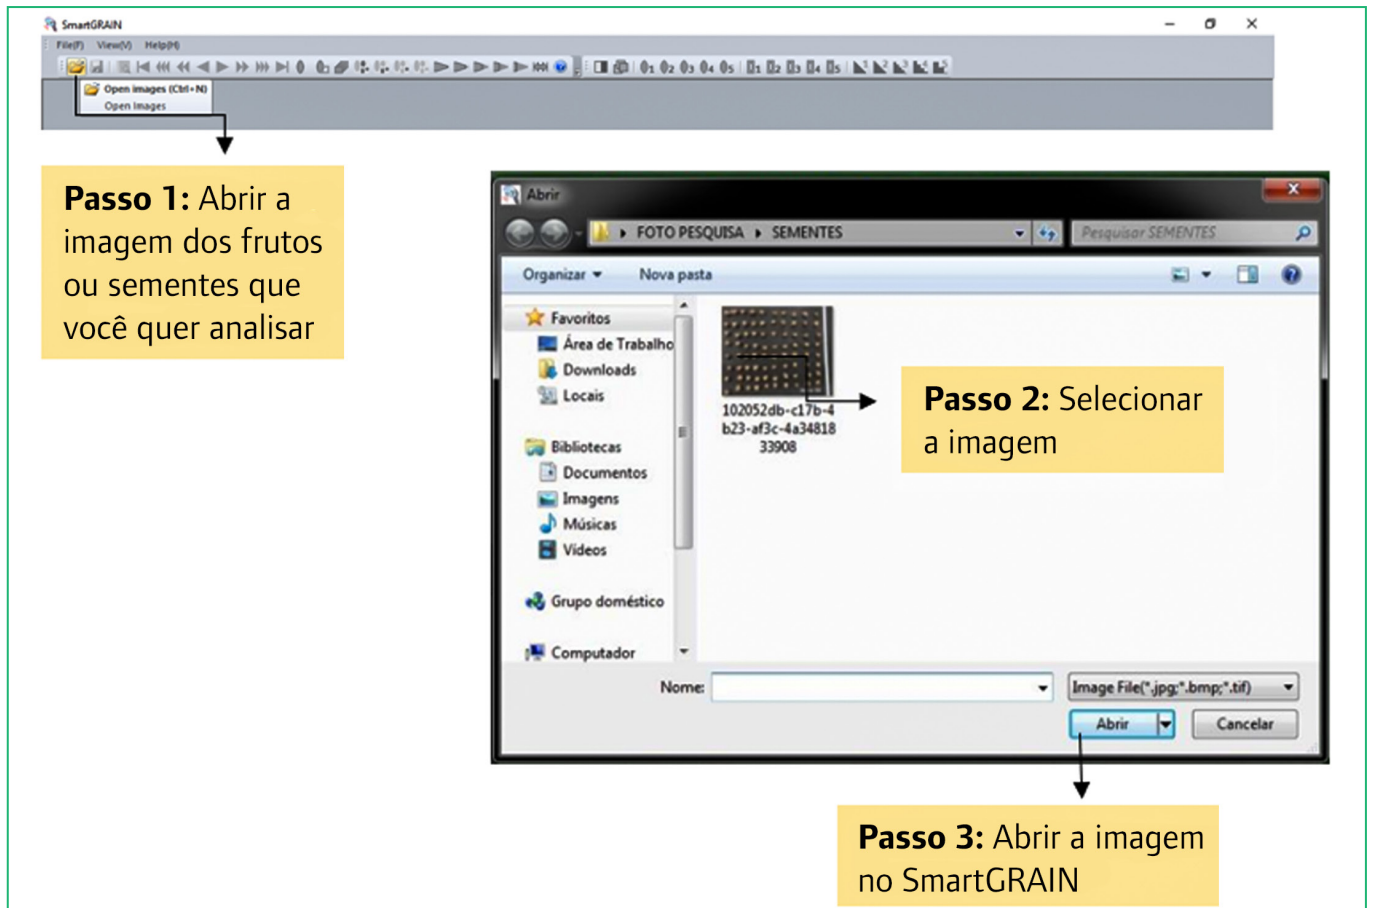 SmartGRAIN
File(F) View(V) Help(H)
Open images (Ctrl+N)
Open Images
Passo 1: Abrir a
imagem dos frutos
ou sementes que
você quer analisar
Abrir
FOTO PESQUISA SEMENTES
Pesquisar SEMENTES
Organizar
Nova pasta
Favoritos
Área de Trabalho
Downloads
Locais
Bibliotecas
Documentos
Imagens
Músicas
Vídeos
Grupo doméstico
Computador
102052db-c17b-4
b23-af3c-4a34818
33908
Passo 2: Selecionar
a imagem
Nome:
Image File(*.jpg;*.bmp;*.tif)
Abrir
Cancelar
Passo 3: Abrir a imagem
no SmartGRAIN